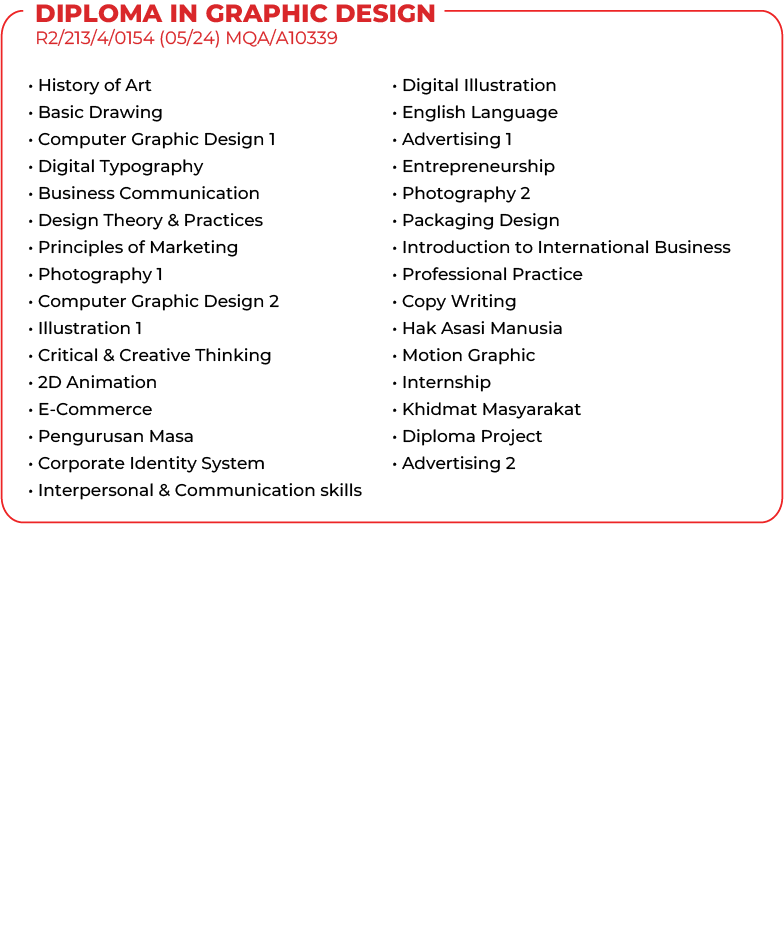 DIPLOMA IN GRAPHIC DESIGN
R2/213/4/0154 (05/24) MQA/A10339
• History of Art
• Basic Drawing
• Computer Graphic Design 1
• Digital Typography
• Business Communication
• Design Theory & Practices
• Principles of Marketing
• Photography 1
• Computer Graphic Design 2
• Illustration 1
• Critical & Creative Thinking
• 2D Animation
• E-Commerce
• Pengurusan Masa
• Corporate Identity System
• Interpersonal & Communication skills
• Digital Illustration
• English Language
• Advertising 1
• Entrepreneurship
• Photography 2
• Packaging Design
• Introduction to International Business
• Professional Practice
• Copy Writing
• Hak Asasi Manusia
• Motion Graphic
• Internship
• Khidmat Masyarakat
• Diploma Project
• Advertising 2